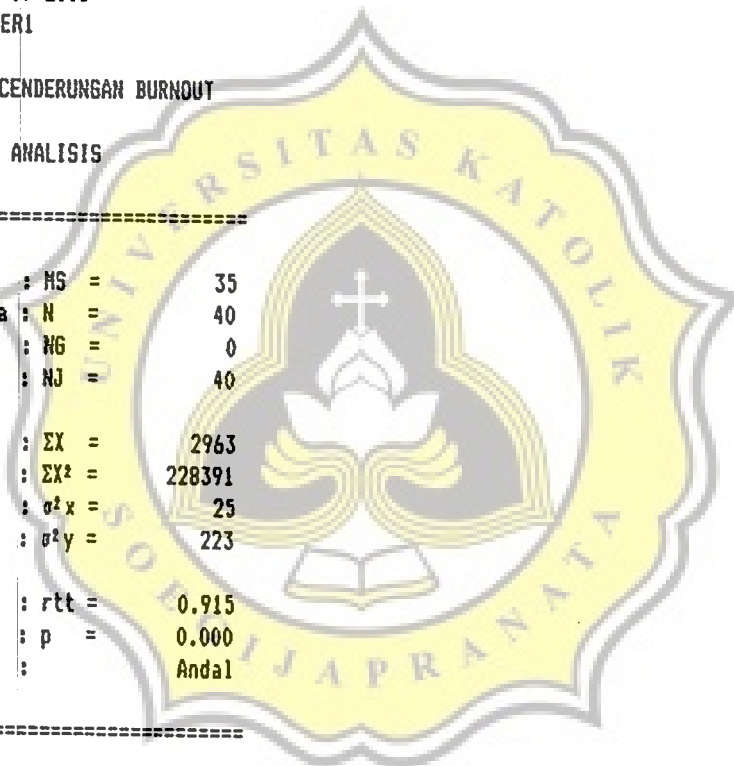 ER1
CENDERUNGAN BURNOUT
ANALISIS
==========================
: MS = 35
a : N = 40
: NG = 0
: NJ = 40
: ΣX = 2963
: ΣX² = 228391
: σ²x = 25
: σ²y = 223
: rtt = 0.915
: p = 0.000
: Andal
==========================
UNIVERSITAS KATOLIK
SOEGIJAPRANATA